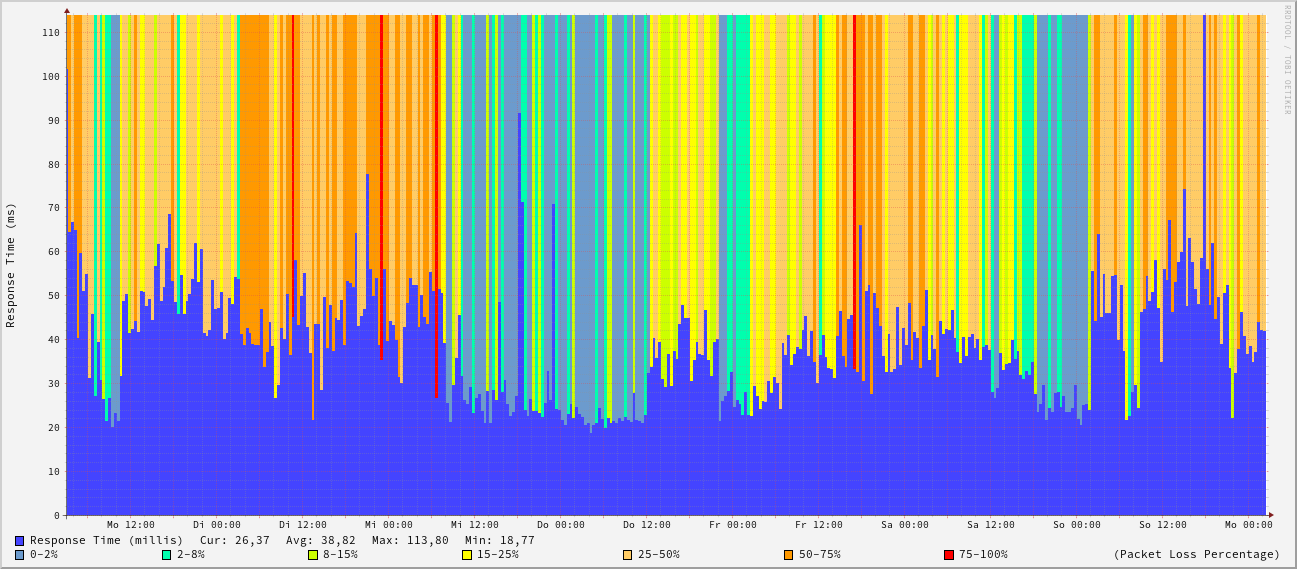 RRDTOOL / TOBI OETIKER
Response Time (ms)
110
100
90
80
70
60
50
40
30
20
10
0
Mo 12:00 Di 00:00 Di 12:00 Mi 00:00 Mi 12:00 Do 00:00 Do 12:00 Fr 00:00 Fr 12:00 Sa 00:00 Sa 12:00 So 00:00 So 12:00 Mo 00:00
Response Time (millis) Cur: 26,37 Avg: 38,82 Max: 113,80 Min: 18,77
0-2% 2-8% 8-15% 15-25% 25-50% 50-75% 75-100% (Packet Loss Percentage)